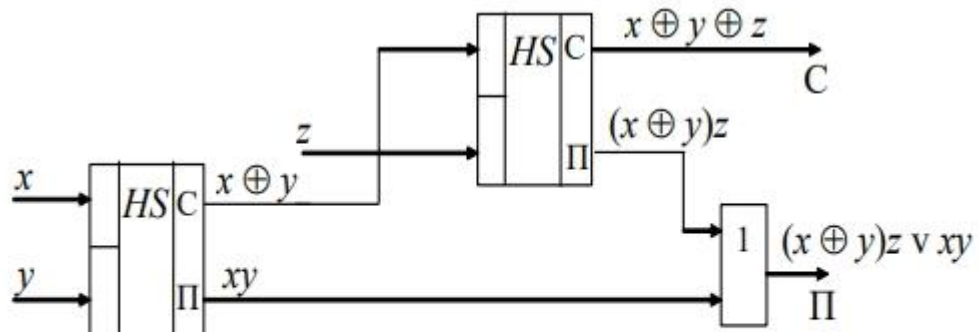 x ⊕ y ⊕ z
HS С
С
z
(x ⊕ y)z
П
x
x ⊕ y
HS С
1
(x ⊕ y)z v xy
y
П
xy
П